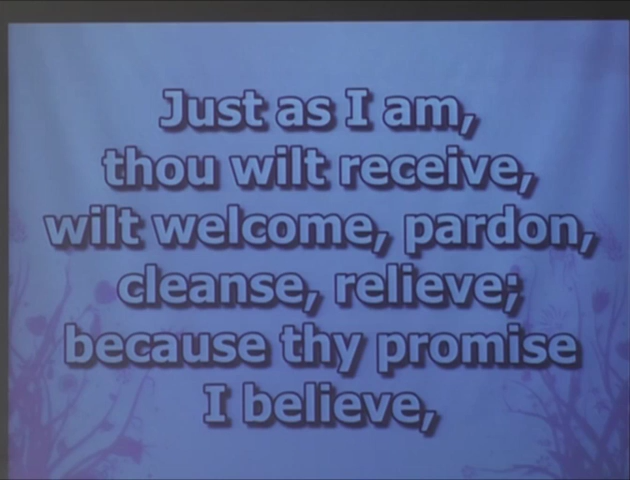 Just as I am,
thou wilt receive,
wilt welcome, pardon,
cleanse, relieve;
because thy promise
I believe,